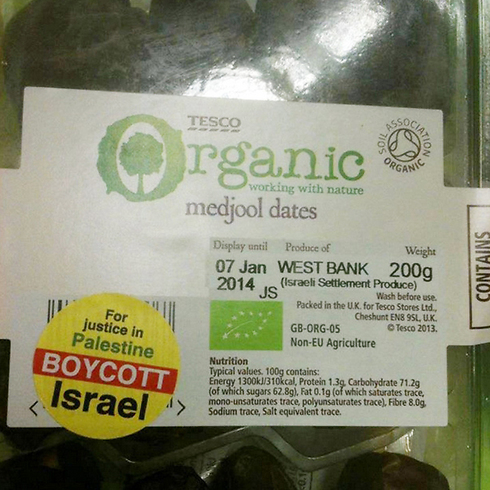 TESCO
Organic
working with nature
medjool dates
SOIL ASSOCIATION
ORGANIC
Display until Produce of Weight
07 Jan WEST BANK 200g
2014 JS (Israeli Settlement Produce)
Wash before use.
Packed in the U.K. for Tesco Stores Ltd.,
Cheshunt EN8 9SL, U.K.
GB-ORG-05 © Tesco 2013.
Non-EU Agriculture
Nutrition
Typical values. 100g contains:
Energy 1300kJ/310kcal, Protein 1.3g, Carbohydrate 71.2g
(of which sugars 62.8g), Fat 0.1g (of which saturates trace,
mono-unsaturates trace, polyunsaturates trace), Fibre 8.0g,
Sodium trace, Salt equivalent trace.
For
justice in
Palestine
BOYCOTT
Israel
CONTAINS